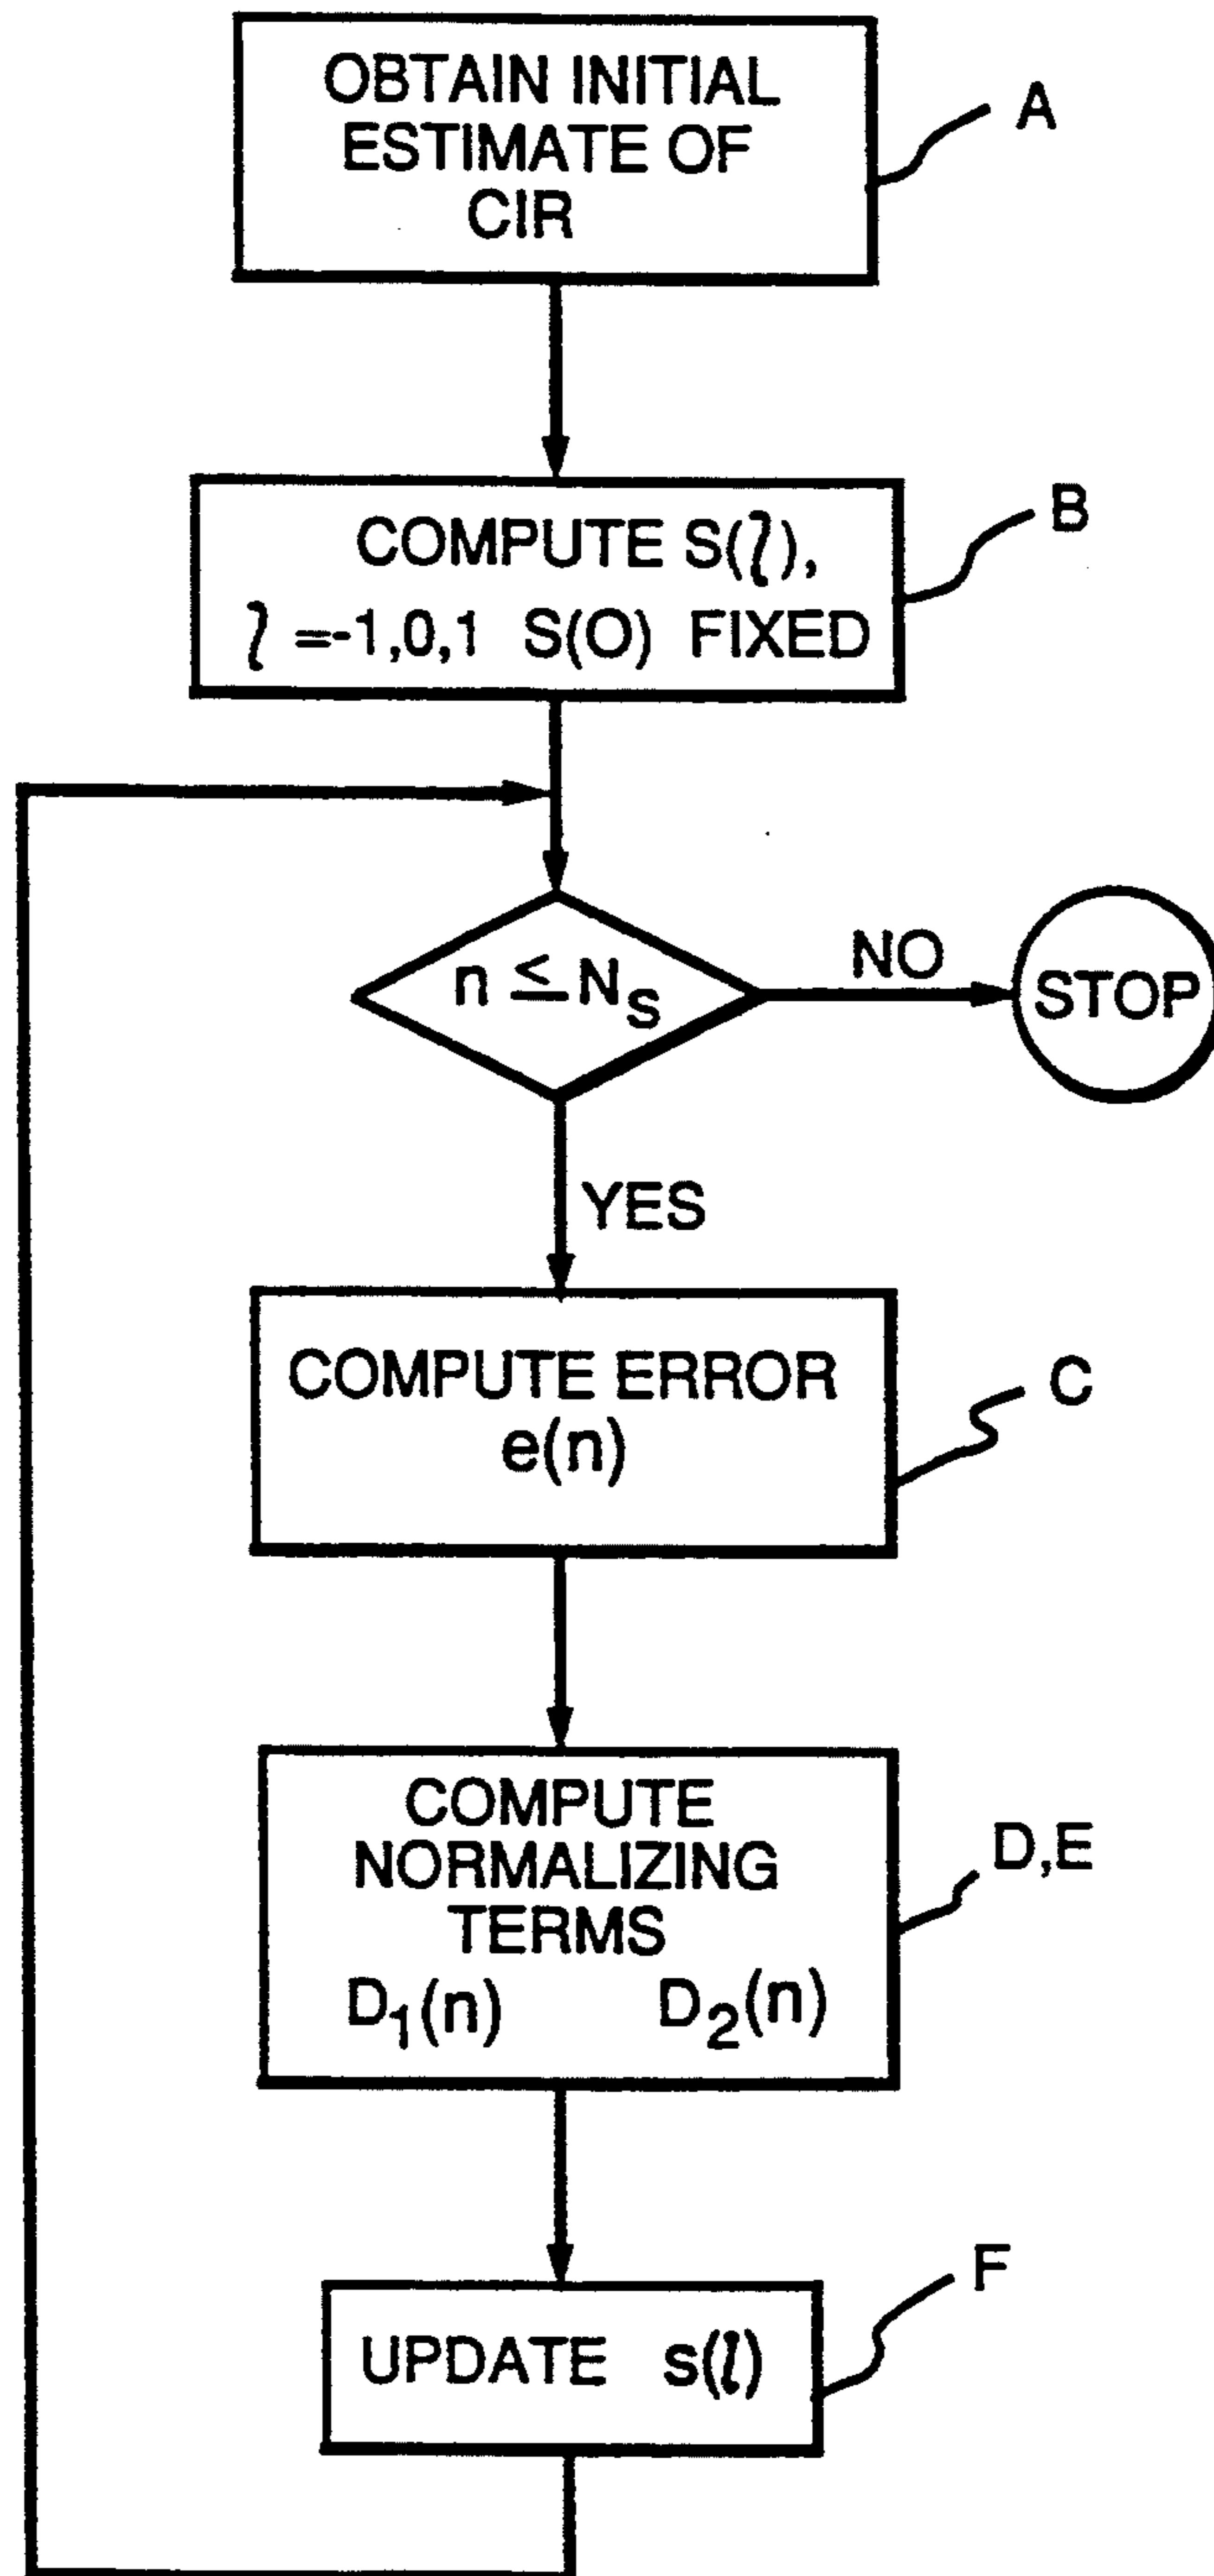 OBTAIN INITIAL
ESTIMATE OF
CIR
A
COMPUTE S(l),
l =-1,0,1 S(O) FIXED
B
n ≤ N_S
NO
STOP
YES
COMPUTE ERROR
e(n)
C
COMPUTE
NORMALIZING
TERMS
D₁(n) D₂(n)
D,E
UPDATE s(l)
F